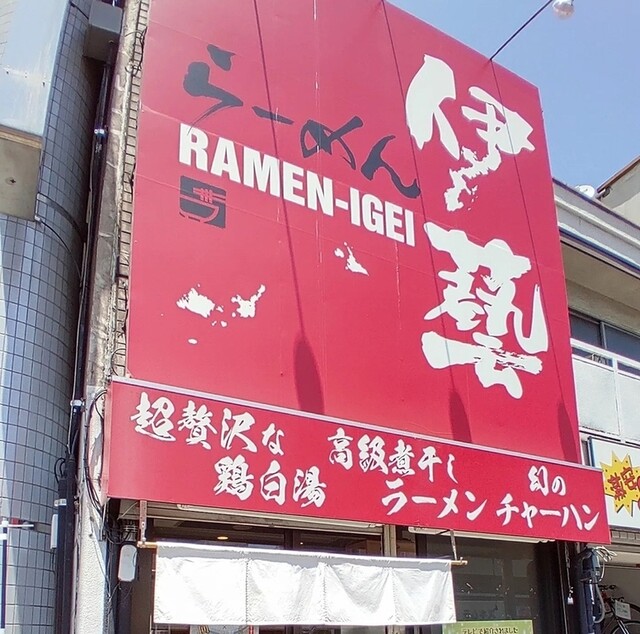 らーめん
RAMEN-IGEI
伊藝
超贅沢な
鶏白湯
高級煮干し
ラーメン
幻の
チャーハン